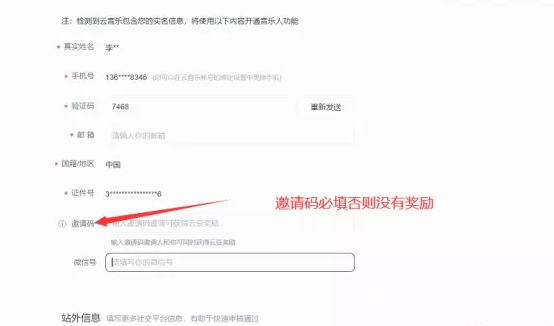 注：检测到云音乐包含您的实名信息，将使用以下内容开通音乐人功能
* 真实姓名 李**
* 手机号 136****8346 (您可以在云音乐帐号的绑定设置中更换手机)
* 验证码 7468 重新发送
* 邮 箱 请输入你的邮箱
* 国籍/地区 中国
* 证件号 3***************6
邀请码必填否则没有奖励
邀请码 输入邀请码邀请可获得云豆奖励
输入邀请码邀请人和你可同时获得云豆奖励
微信号 请填写你的微信号
站外信息 填写更多社交平台信息，有助于快速审核通过